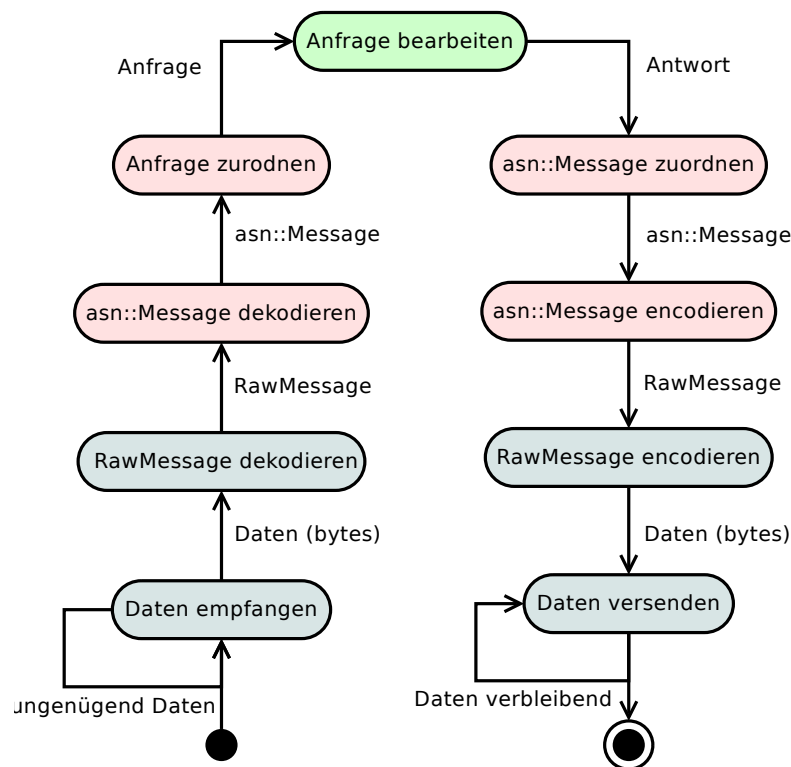 Anfrage bearbeiten
Anfrage
Antwort
Anfrage zurodnen
asn::Message zuordnen
asn::Message
asn::Message
asn::Message dekodieren
asn::Message encodieren
RawMessage
RawMessage
RawMessage dekodieren
RawMessage encodieren
Daten (bytes)
Daten (bytes)
Daten empfangen
Daten versenden
ungenügend Daten
Daten verbleibend